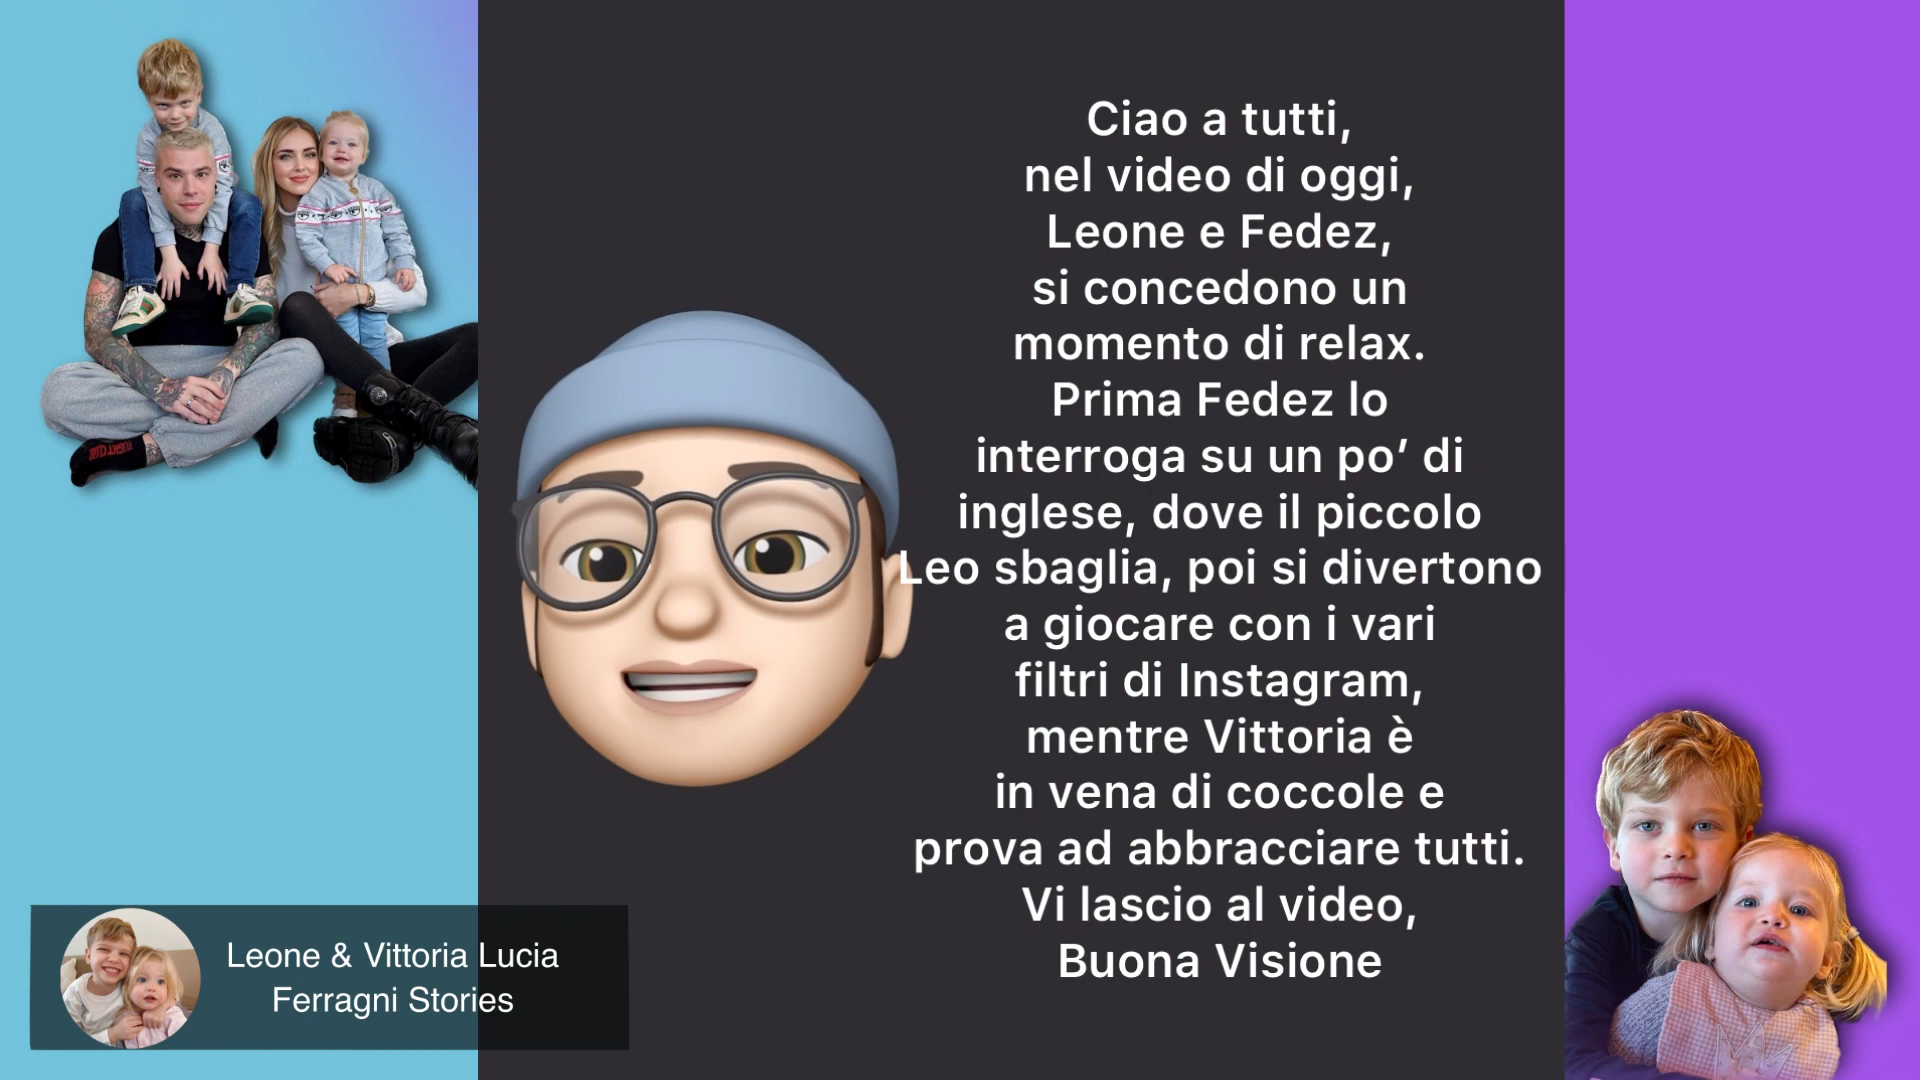 Ciao a tutti,
nel video di oggi,
Leone e Fedez,
si concedono un
momento di relax.
Prima Fedez lo
interroga su un po’ di
inglese, dove il piccolo
Leo sbaglia, poi si divertono
a giocare con i vari
filtri di Instagram,
mentre Vittoria è
in vena di coccole e
prova ad abbracciare tutti.
Vi lascio al video,
Buona Visione
Leone & Vittoria Lucia
Ferragni Stories